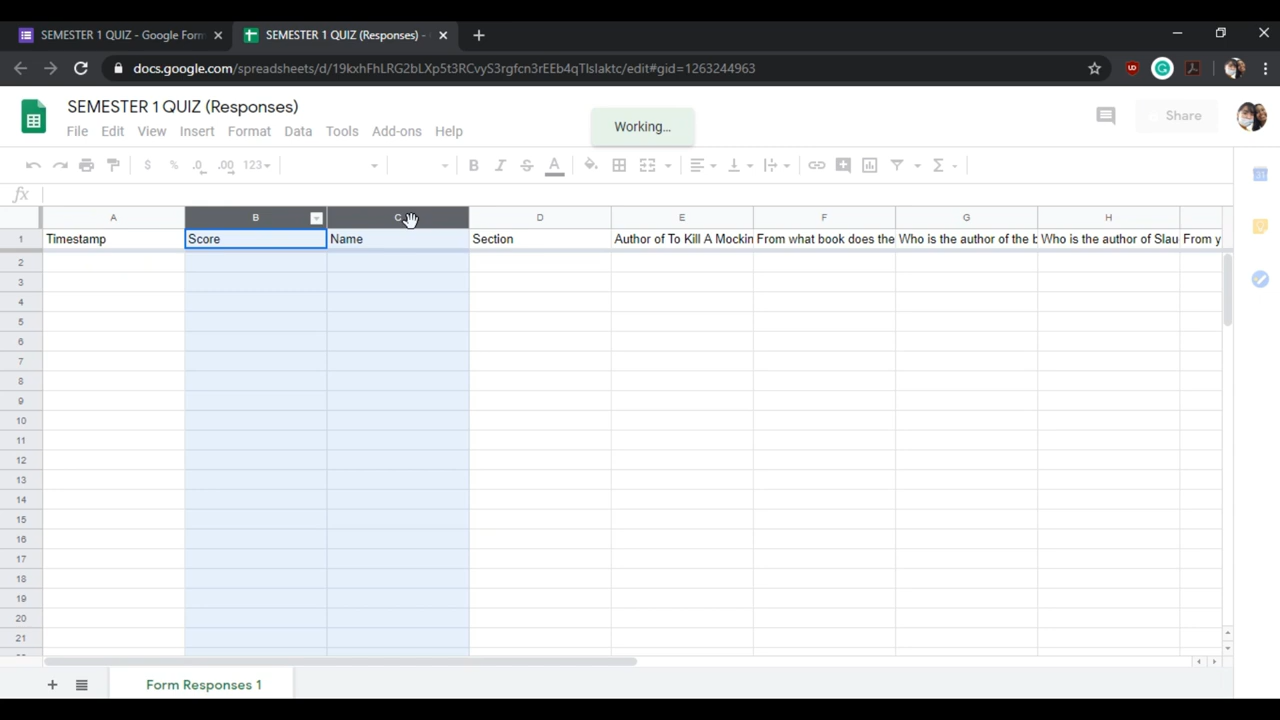 SEMESTER 1 QUIZ - Google Form
SEMESTER 1 QUIZ (Responses) -
docs.google.com/spreadsheets/d/19kxhFhLRG2bLXp5t3RCvyS3rgfcn3rEEb4qTlslaktc/edit#gid=1263244963
SEMESTER 1 QUIZ (Responses)
Working...
Share
File Edit View Insert Format Data Tools Add-ons Help
$ % .0 .00 123
fx
A B C D E F G H
1 Timestamp Score Name Section Author of To Kill A Mockin From what book does the Who is the author of the b Who is the author of Slau From y
2
3
4
5
6
7
8
9
10
11
12
13
14
15
16
17
18
19
20
21
Form Responses 1